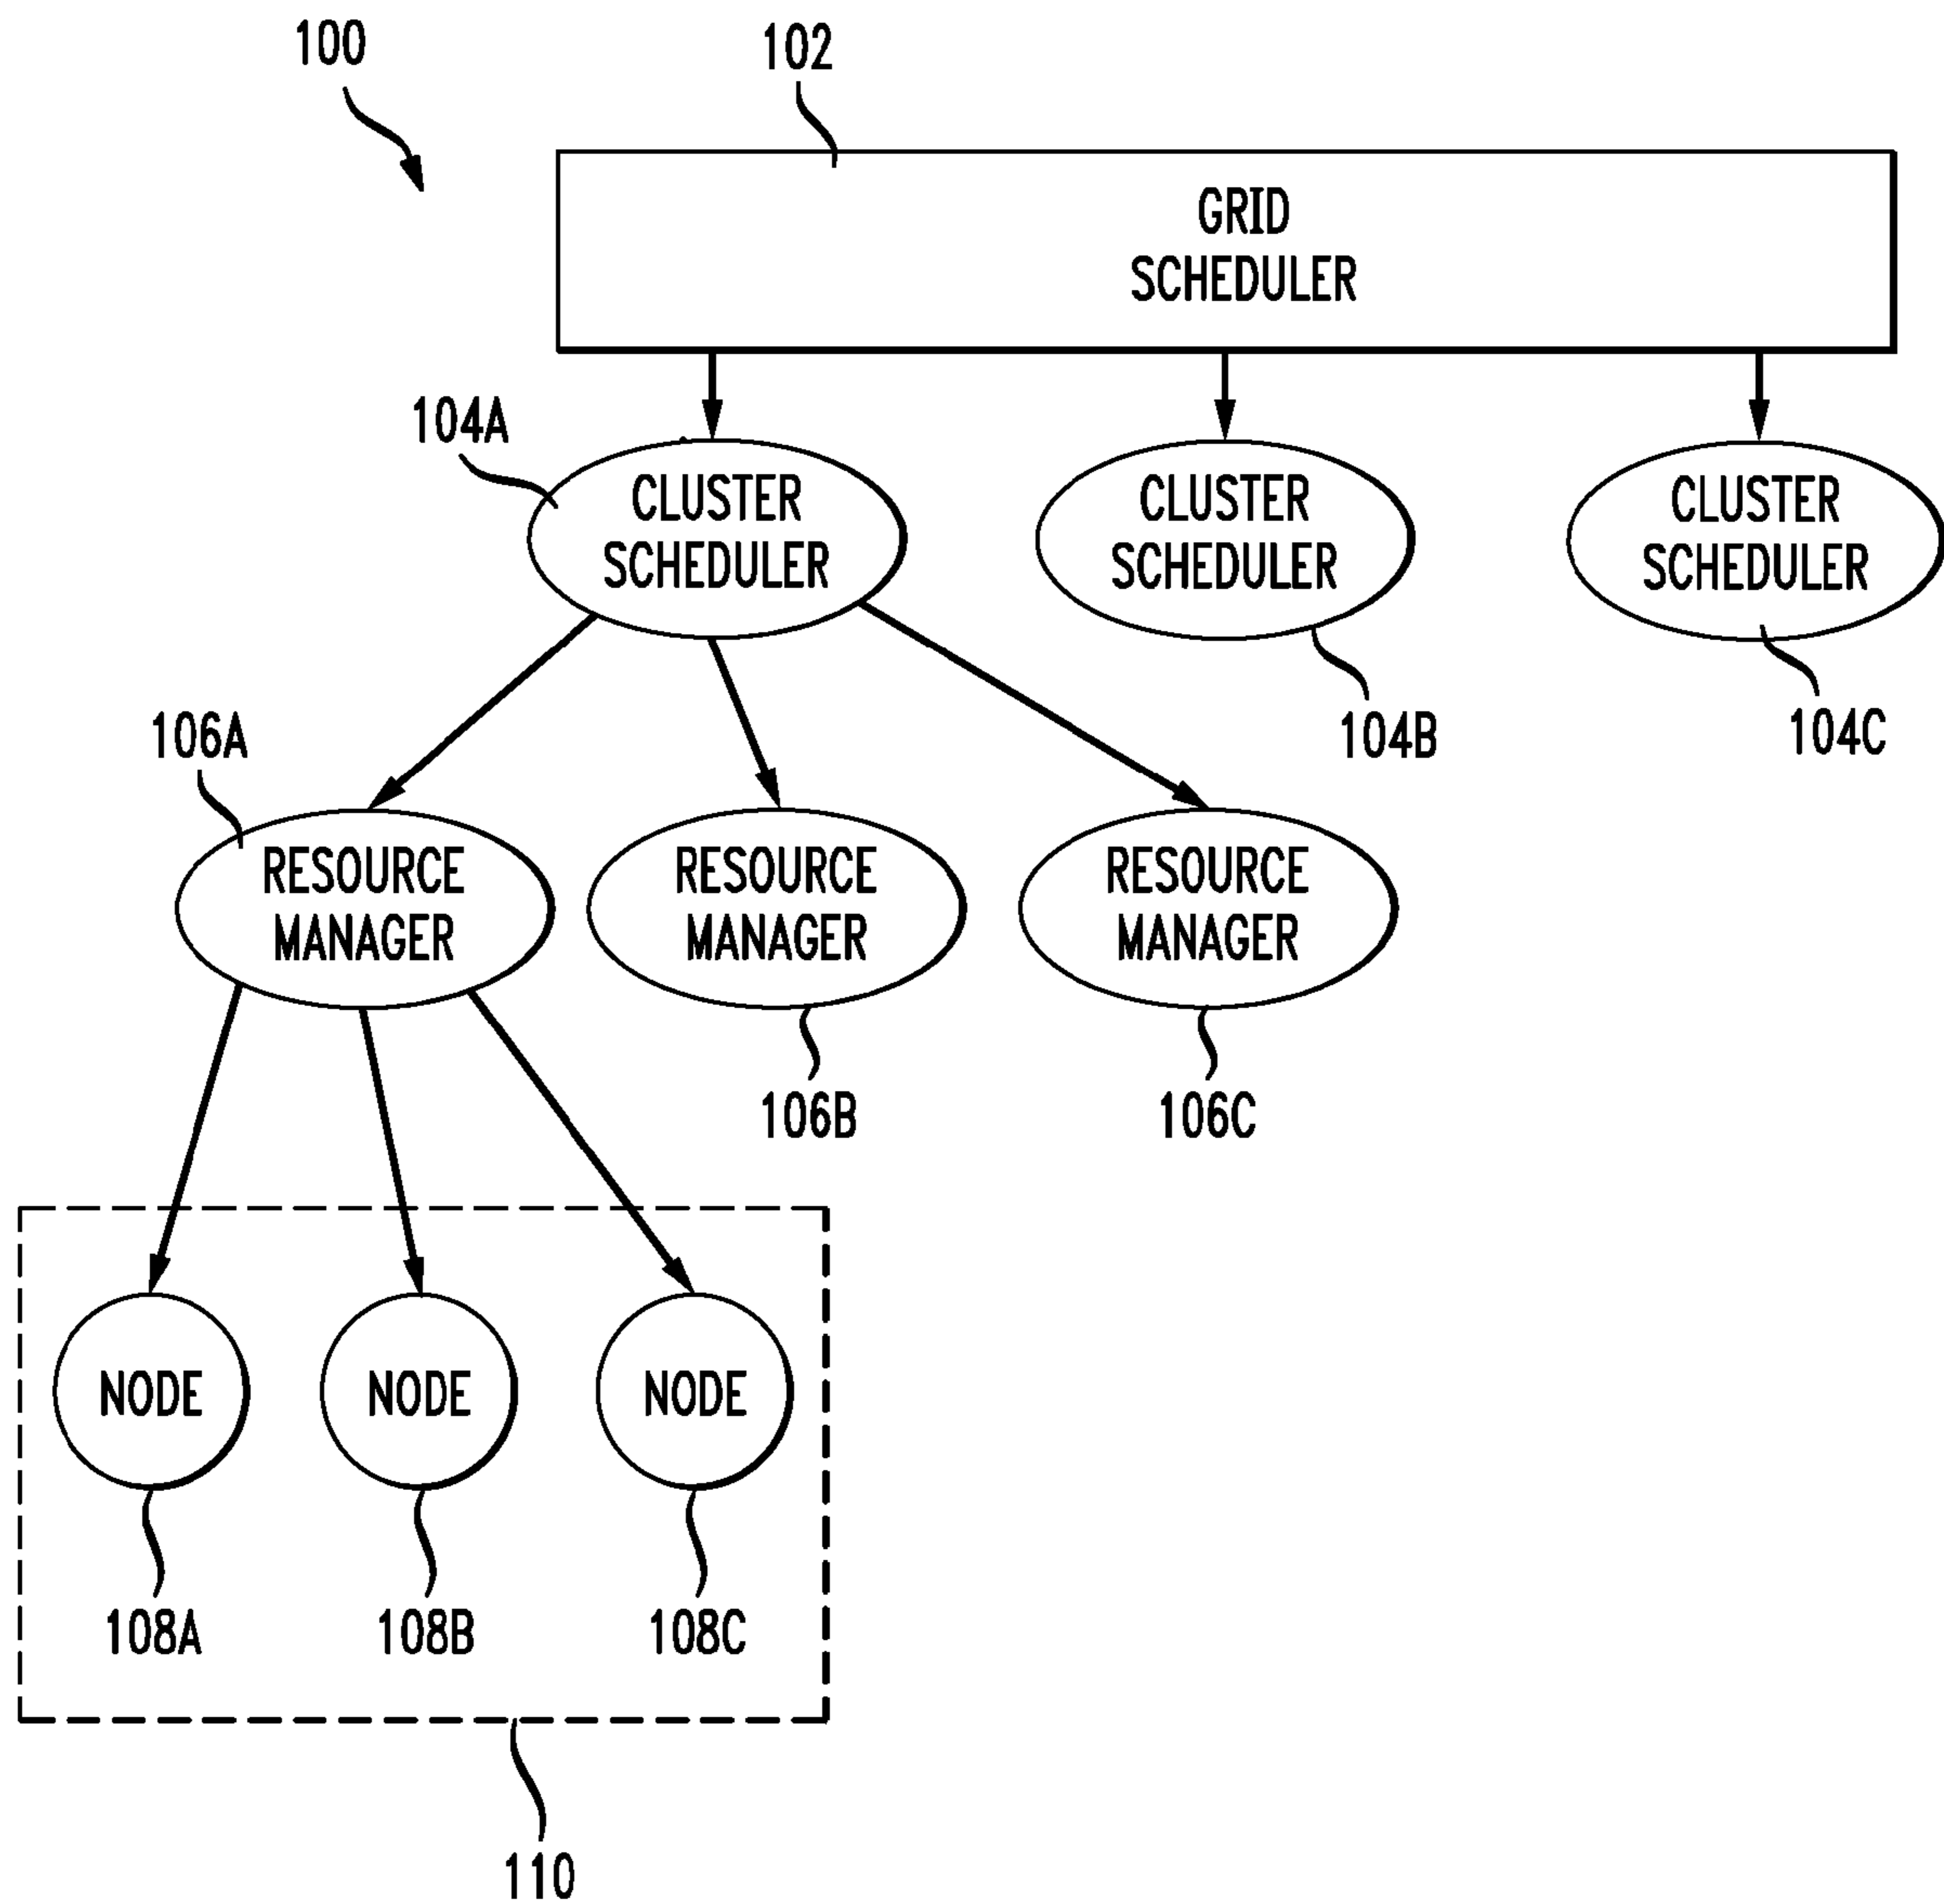 100
102
GRID
SCHEDULER
104A
CLUSTER
SCHEDULER
CLUSTER
SCHEDULER
CLUSTER
SCHEDULER
104B
104C
106A
RESOURCE
MANAGER
RESOURCE
MANAGER
RESOURCE
MANAGER
106B
106C
NODE
NODE
NODE
108A
108B
108C
110